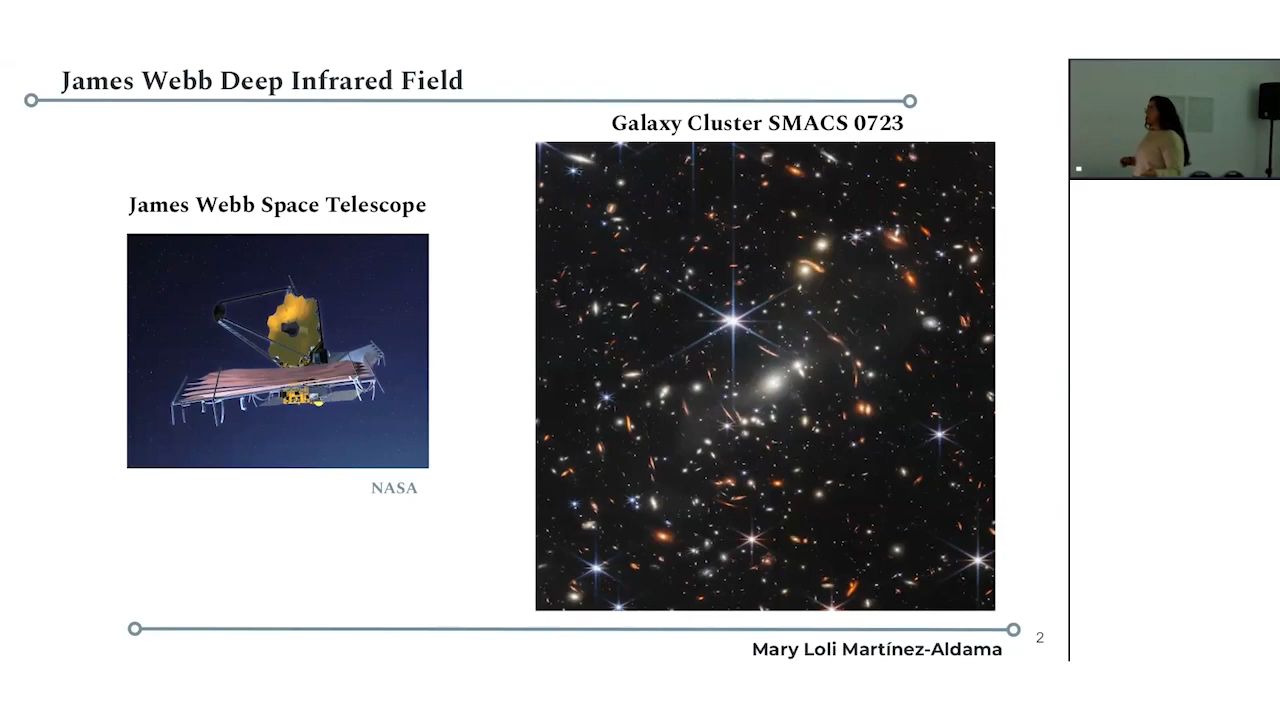 James Webb Deep Infrared Field
Galaxy Cluster SMACS 0723
James Webb Space Telescope
NASA
2
Mary Loli Martínez-Aldama